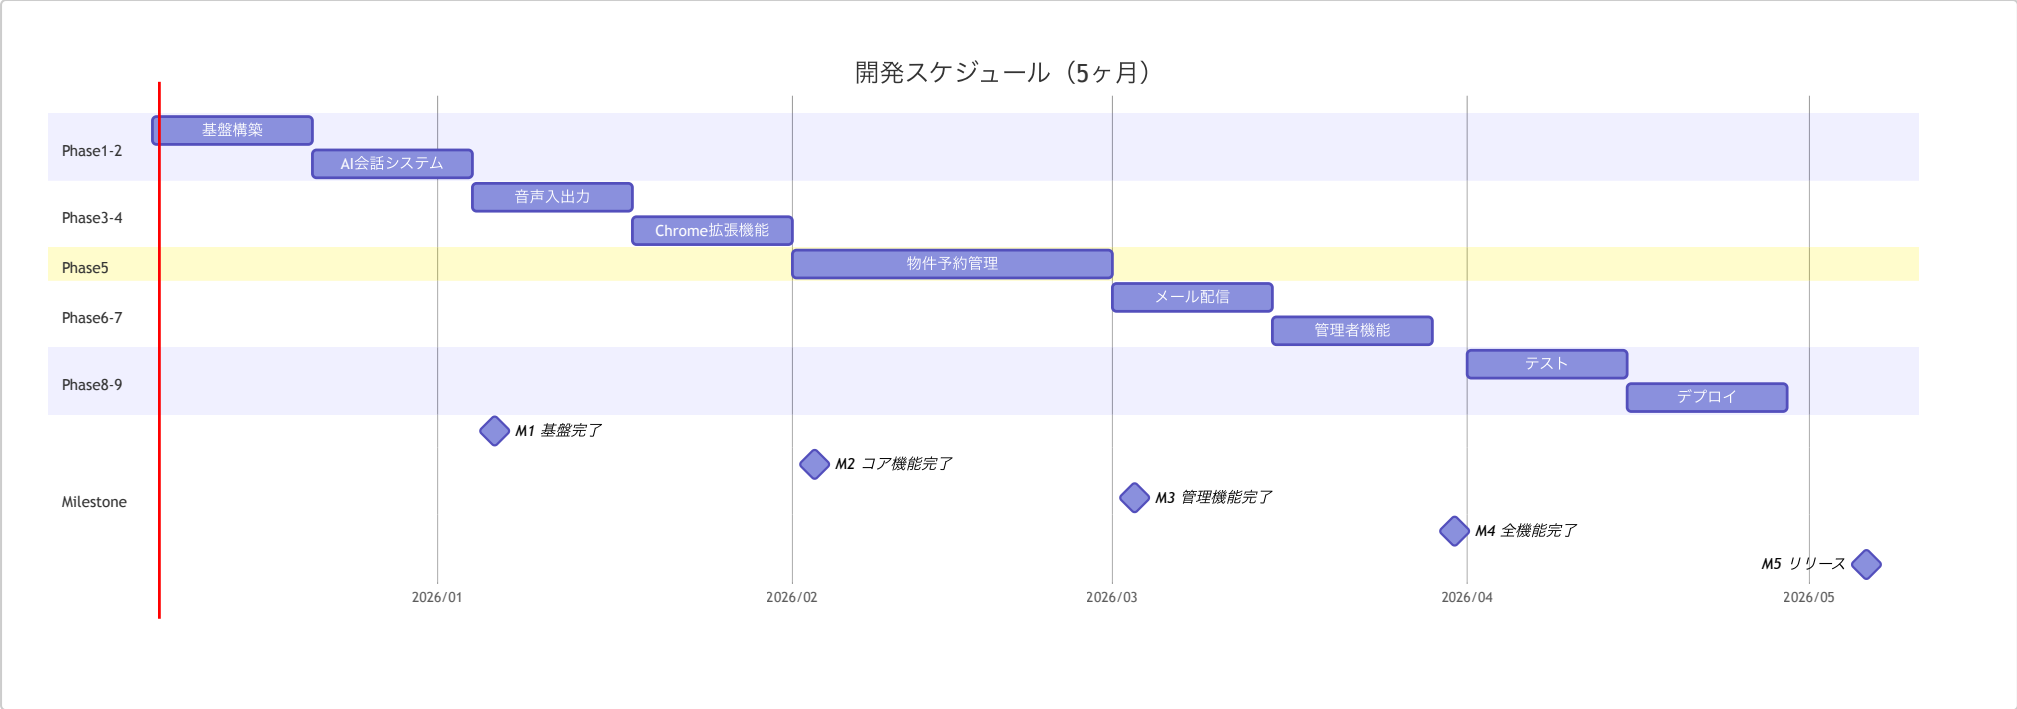 開発スケジュール（5ヶ月）
Phase1-2
基盤構築
AI会話システム
Phase3-4
音声入出力
Chrome拡張機能
Phase5
物件予約管理
Phase6-7
メール配信
管理者機能
Phase8-9
テスト
デプロイ
Milestone
M1 基盤完了
M2 コア機能完了
M3 管理機能完了
M4 全機能完了
M5 リリース
2026/01
2026/02
2026/03
2026/04
2026/05